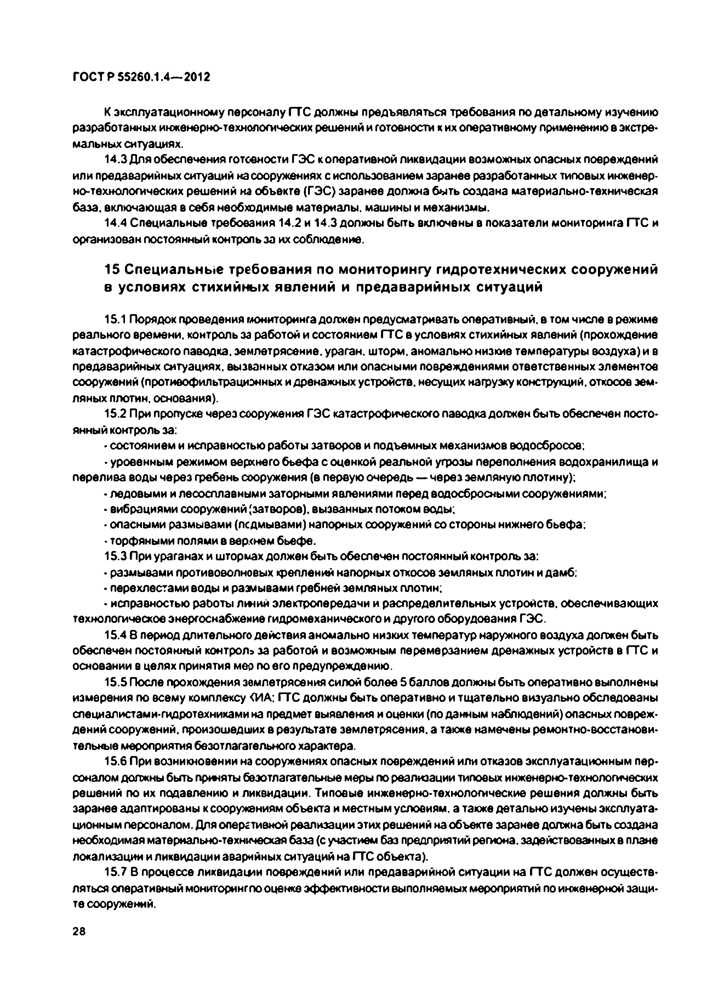 ГОСТ Р 55260.1.4—2012
К эксплуатационному персоналу ГТС должны предъявляться требования по детальному изучению
разработанных инженерно-технологических решений и готовности к их оперативному применению в экстре-
мальных ситуациях.
14.3 Для обеспечения готовности ГЭС к оперативной ликвидации возможных опасных повреждений
или предаварийных ситуаций на сооружениях с использованием заранее разработанных типовых инженер-
но-технологических решений на объекте (ГЭС) заранее должна быть создана материально-техническая
база, включающая в себя необходимые материалы, машины и механизмы.
14.4 Специальные требования 14.2 и 14.3 должны быть включены в показатели мониторинга ГТС и
организован постоянный контроль за их соблюдение.
15 Специальные требования по мониторингу гидротехнических сооружений
в условиях стихийных явлений и предаварийных ситуаций
15.1 Порядок проведения мониторинга должен предусматривать оперативный, в том числе в режиме
реального времени, контроль за работой и состоянием ГТС в условиях стихийных явлений (прохождение
катастрофического паводка, землетрясение, ураган, шторм, аномально низкие температуры воздуха) и в
предаварийных ситуациях, вызванных отказом или опасными повреждениями ответственных элементов
сооружений (противофильтрационных и дренажных устройств, несущих нагрузку конструкций, откосов зем-
ляных плотин, основания).
15.2 При пропуске через сооружения ГЭС катастрофического паводка должен быть обеспечен посто-
янный контроль за:
- состоянием и исправностью работы затворов и подъемных механизмов водосбросов;
- уровенным режимом верхнего бьефа с оценкой реальной угрозы переполнения водохранилища и
перелива воды через гребень сооружения (в первую очередь — через земляную плотину);
- ледовыми и лесосплавными заторными явлениями перед водосбросными сооружениями;
- вибрациями сооружений (затворов), вызванных потоком воды;
- опасными размывами (подмывами) напорных сооружений со стороны нижнего бьефа;
- торфяными полями в верхнем бьефе.
15.3 При ураганах и штормах должен быть обеспечен постоянный контроль за:
- размывами противоволновых креплений напорных откосов земляных плотин и дамб;
- перехлестами воды и размывами гребней земляных плотин;
- исправностью работы линий электропередачи и распределительных устройств, обеспечивающих
технологическое энергоснабжение гидромеханического и другого оборудования ГЭС.
15.4 В период длительного действия аномально низких температур наружного воздуха должен быть
обеспечен постоянный контроль за работой и возможным перемерзанием дренажных устройств в ГТС и
основании в целях принятия мер по его предупреждению.
15.5 После прохождения землетрясения силой более 5 баллов должны быть оперативно выполнены
измерения по всему комплексу КИА; ГТС должны быть оперативно и тщательно визуально обследованы
специалистами-гидротехниками на предмет выявления и оценки (по данным наблюдений) опасных повреж-
дений сооружений, произошедших в результате землетрясения, а также намечены ремонтно-восстанови-
тельные мероприятия безотлагательного характера.
15.6 При возникновении на сооружениях опасных повреждений или отказов эксплуатационным пер-
соналом должны быть приняты безотлагательные меры по реализации типовых инженерно-технологических
решений по их подавлению и ликвидации. Типовые инженерно-технологические решения должны быть
заранее адаптированы к сооружениям объекта и местным условиям, а также детально изучены эксплуата-
ционным персоналом. Для оперативной реализации этих решений на объекте заранее должна быть создана
необходимая материально-техническая база (с участием баз предприятий региона, задействованных в плане
локализации и ликвидации аварийных ситуаций на ГТС объекта).
15.7 В процессе ликвидации повреждений или предаварийной ситуации на ГТС должен осуществ-
ляться оперативный мониторинг по оценке эффективности выполняемых мероприятий по инженерной защи-
те сооружений.
28